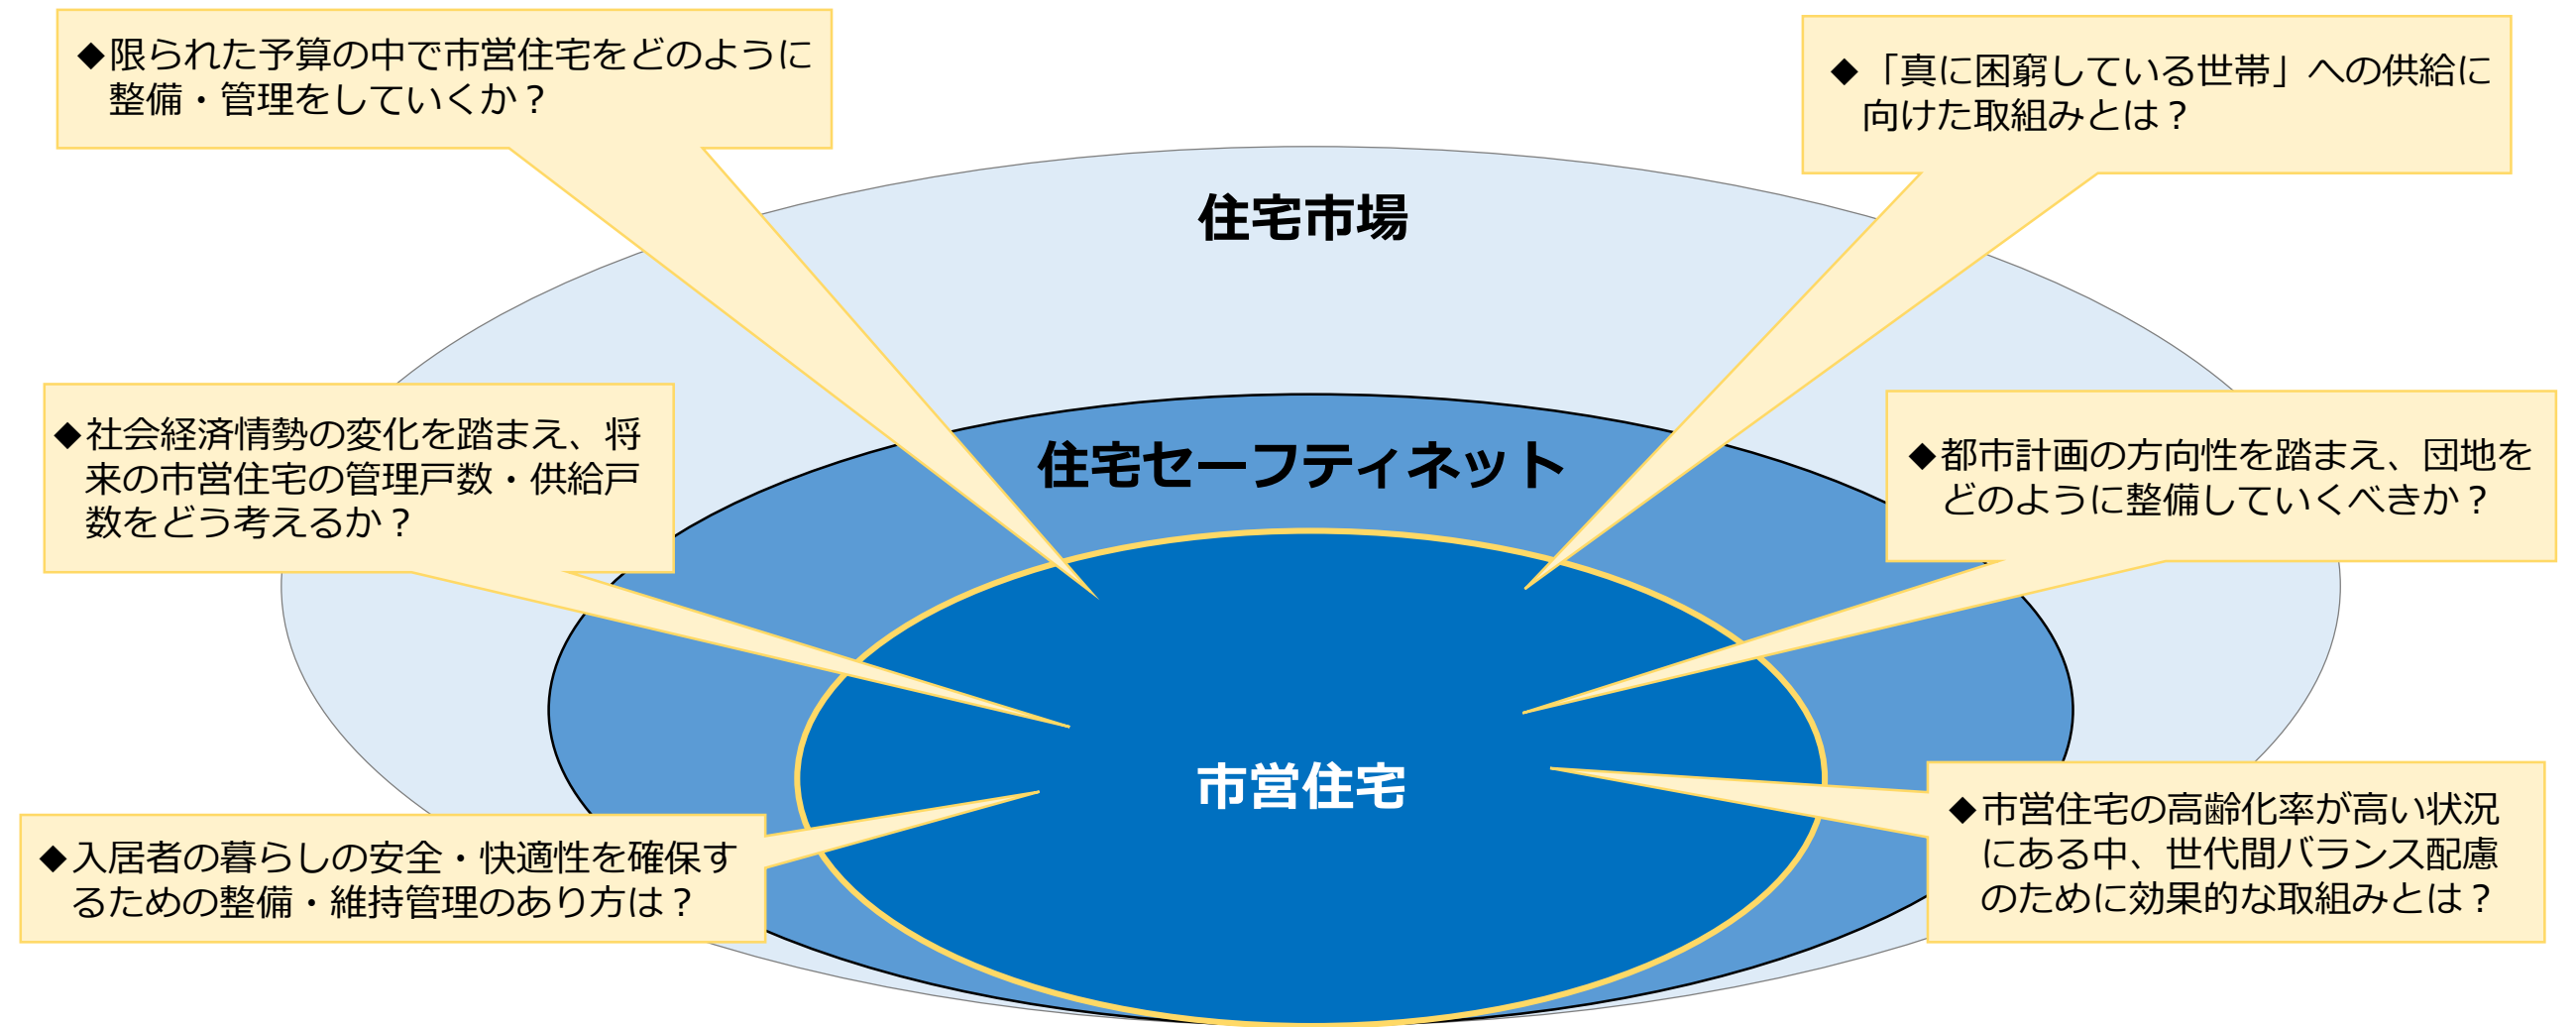 ◆限られた予算の中で市営住宅をどのように
整備・管理をしていくか？
◆「真に困窮している世帯」への供給に
向けた取組みとは？
住宅市場
◆社会経済情勢の変化を踏まえ、将
来の市営住宅の管理戸数・供給戸
数をどう考えるか？
住宅セーフティネット
◆都市計画の方向性を踏まえ、団地を
どのように整備していくべきか？
市営住宅
◆入居者の暮らしの安全・快適性を確保す
るための整備・維持管理のあり方は？
◆市営住宅の高齢化率が高い状況
にある中、世代間バランス配慮
のために効果的な取組みとは？